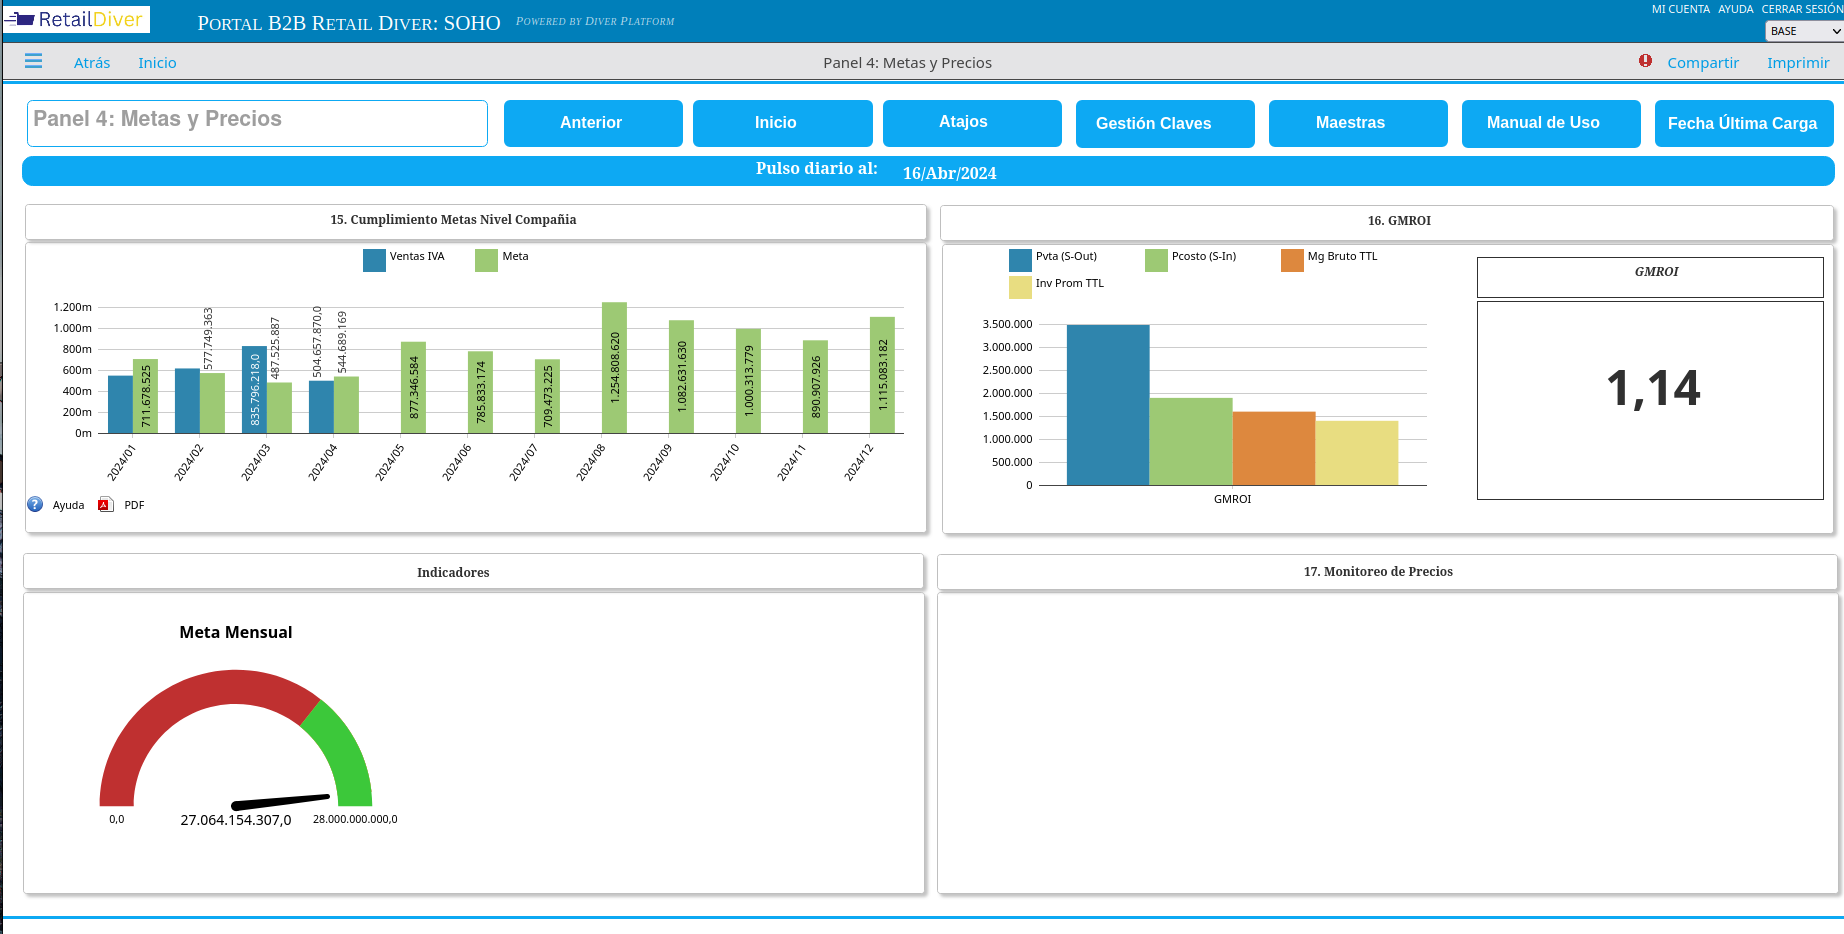 RetailDiver
PORTAL B2B RETAIL DIVER: SOHO
POWERED BY DIVER PLATFORM
MI CUENTA AYUDA CERRAR SESIÓN
BASE
Atrás Inicio
Panel 4: Metas y Precios
Compartir Imprimir
Panel 4: Metas y Precios
Anterior
Inicio
Atajos
Gestión Claves
Maestras
Manual de Uso
Fecha Última Carga
Pulso diario al: 16/Abr/2024
15. Cumplimiento Metas Nivel Compañia
Ventas IVA
Meta
1.200m
1.000m
800m
600m
400m
200m
0m
711.678.525
577.749.363
835.796.218,0
487.525.887
504.657.870,0
544.689.169
877.346.584
785.833.174
709.473.225
1.254.808.620
1.082.631.630
1.000.313.779
890.907.926
1.115.083.182
2024/01
2024/02
2024/03
2024/04
2024/05
2024/06
2024/07
2024/08
2024/09
2024/10
2024/11
2024/12
Ayuda
PDF
16. GMROI
Pvta (S-Out)
Pcosto (S-In)
Mg Bruto TTL
Inv Prom TTL
3.500.000
3.000.000
2.500.000
2.000.000
1.500.000
1.000.000
500.000
0
GMROI
GMROI
1,14
Indicadores
Meta Mensual
0,0
27.064.154.307,0
28.000.000.000,0
17. Monitoreo de Precios